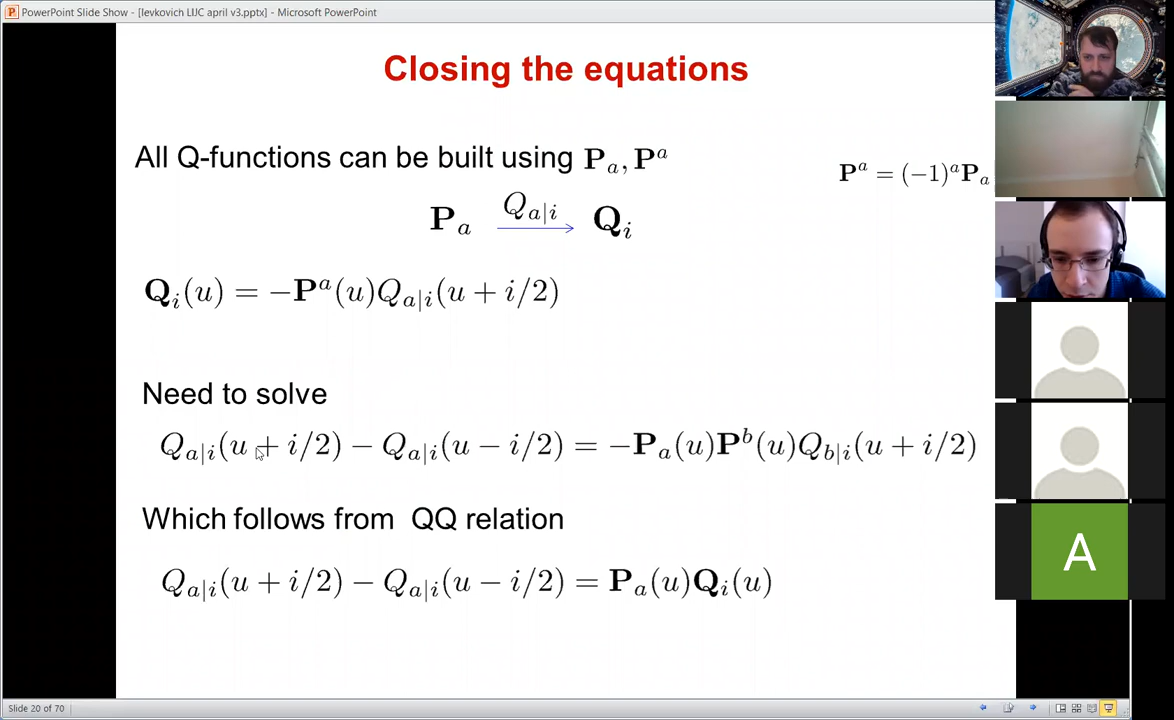 PowerPoint Slide Show - [levkovich LIJC april v3.pptx] - Microsoft PowerPoint
Closing the equations
All Q-functions can be built using P_a, P^a
P^a = (-1)^a P_a
P_a →^{Q_{a|i}} Q_i
Q_i(u) = -P^a(u)Q_{a|i}(u + i/2)
Need to solve
Q_{a|i}(u + i/2) - Q_{a|i}(u - i/2) = -P_a(u)P^b(u)Q_{b|i}(u + i/2)
Which follows from QQ relation
Q_{a|i}(u + i/2) - Q_{a|i}(u - i/2) = P_a(u)Q_i(u)
A
Slide 20 of 70